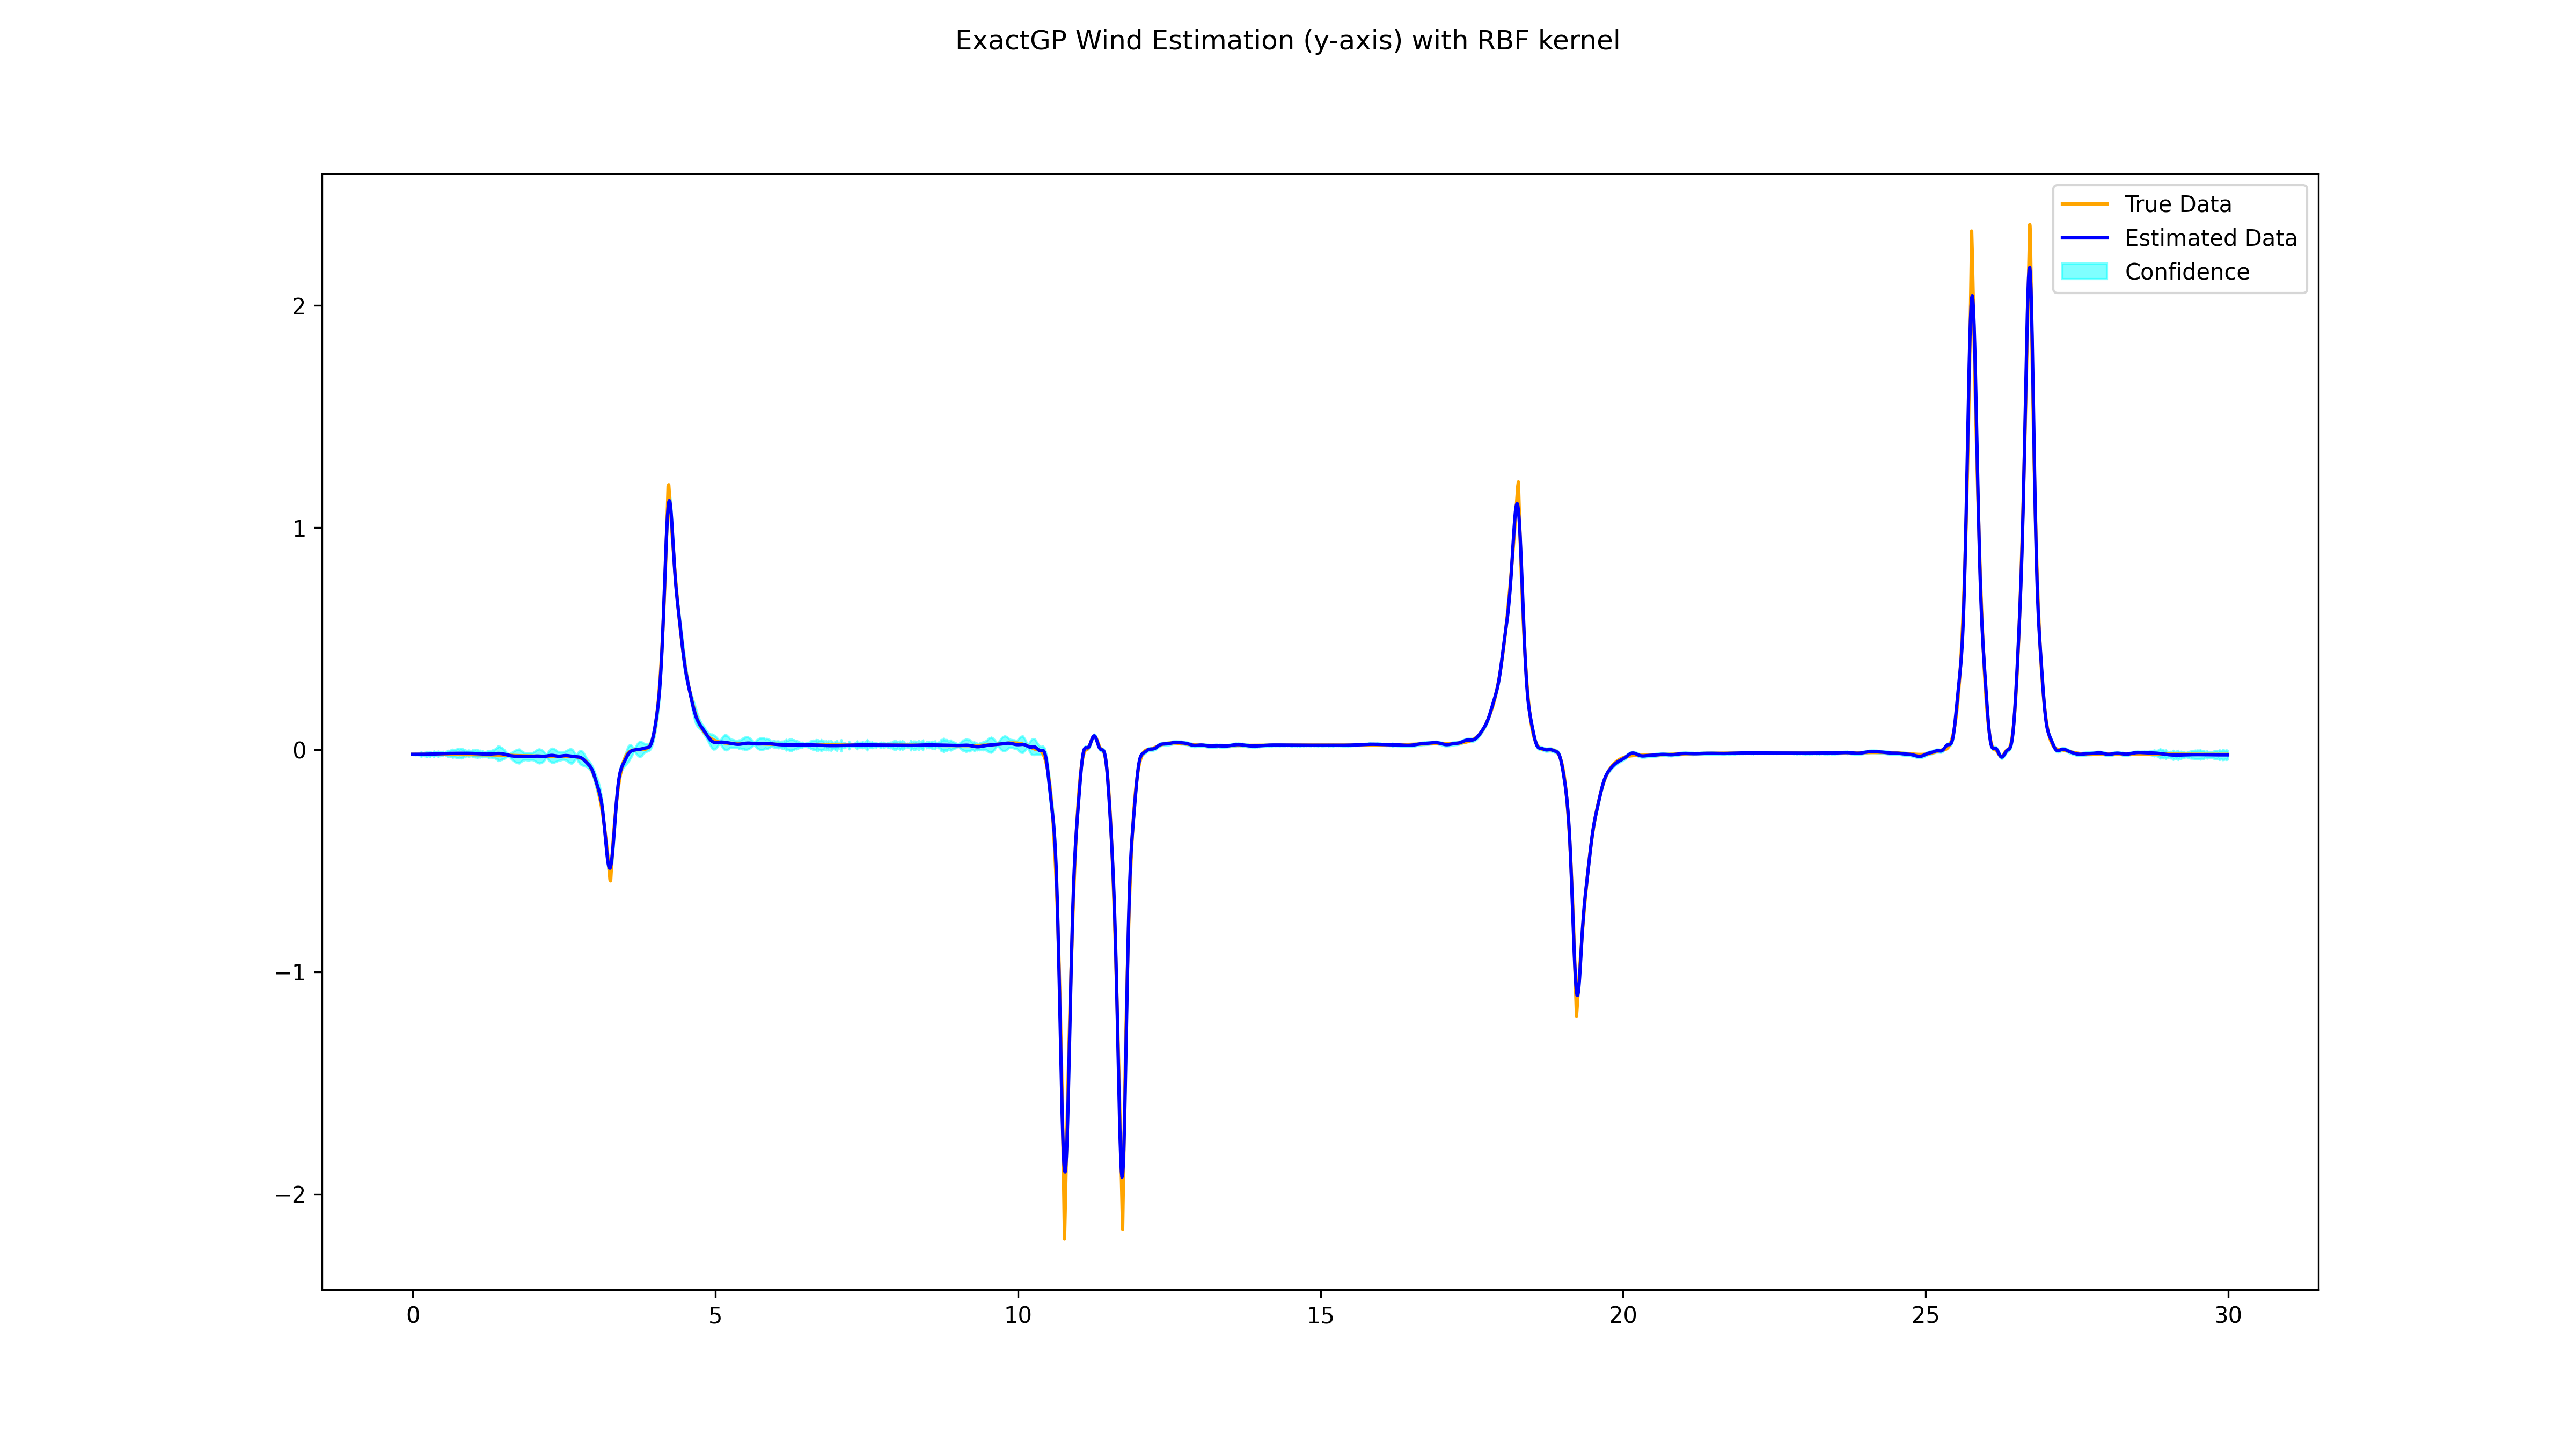 ExactGP Wind Estimation (y-axis) with RBF kernel
True Data
Estimated Data
Confidence
2
1
0
−1
−2
0 5 10 15 20 25 30